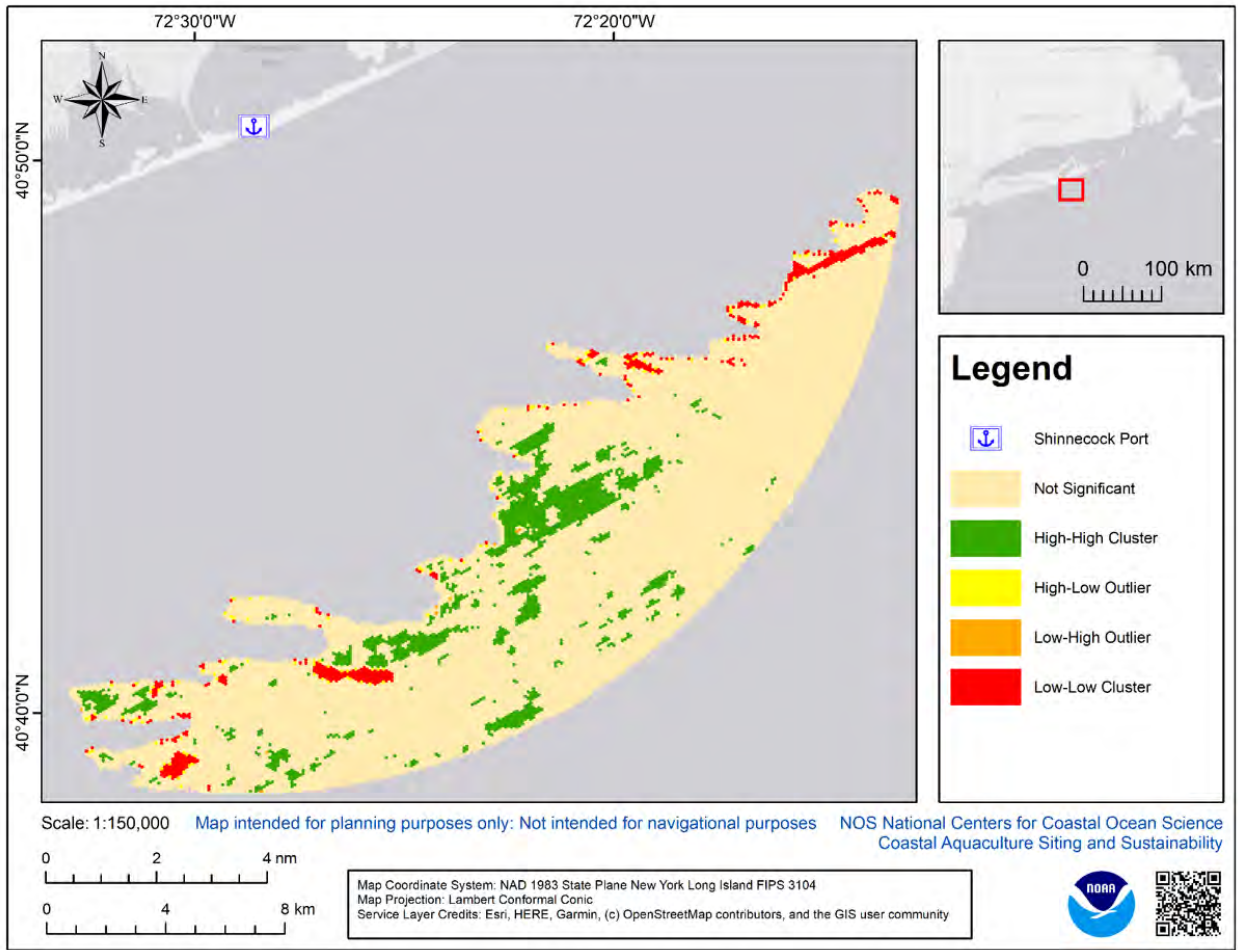 72°30'0"W
72°20'0"W
N
W
E
S
40°50'0"N
40°40'0"N
0
100 km
Legend
Shinnecock Port
Not Significant
High-High Cluster
High-Low Outlier
Low-High Outlier
Low-Low Cluster
Scale: 1:150,000
Map intended for planning purposes only: Not intended for navigational purposes
NOS National Centers for Coastal Ocean Science
Coastal Aquaculture Siting and Sustainability
0
2
4 nm
0
4
8 km
Map Coordinate System: NAD 1983 State Plane New York Long Island FIPS 3104
Map Projection: Lambert Conformal Conic
Service Layer Credits: Esri, HERE, Garmin, (c) OpenStreetMap contributors, and the GIS user community
NOAA